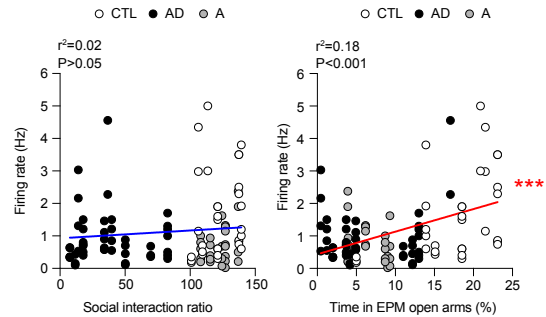 CTL AD A
r²=0.02
P>0.05
Firing rate (Hz)
6
5
4
3
2
1
0
0 50 100 150
Social interaction ratio
CTL AD A
r²=0.18
P<0.001
Firing rate (Hz)
6
5
4
3
2
1
0
0 5 10 15 20 25
Time in EPM open arms (%)
***